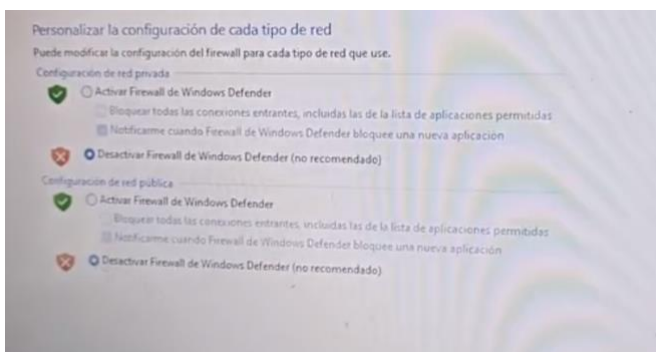 Personalizar la configuración de cada tipo de red
Puede modificar la configuración del firewall para cada tipo de red que use.
Configuración de red privada
Activar Firewall de Windows Defender
Bloquear todas las conexiones entrantes, incluidas las de la lista de aplicaciones permitidas
Notificarme cuando Firewall de Windows Defender bloquee una nueva aplicación
Desactivar Firewall de Windows Defender (no recomendado)
Configuración de red pública
Activar Firewall de Windows Defender
Bloquear todas las conexiones entrantes, incluidas las de la lista de aplicaciones permitidas
Notificarme cuando Firewall de Windows Defender bloquee una nueva aplicación
Desactivar Firewall de Windows Defender (no recomendado)